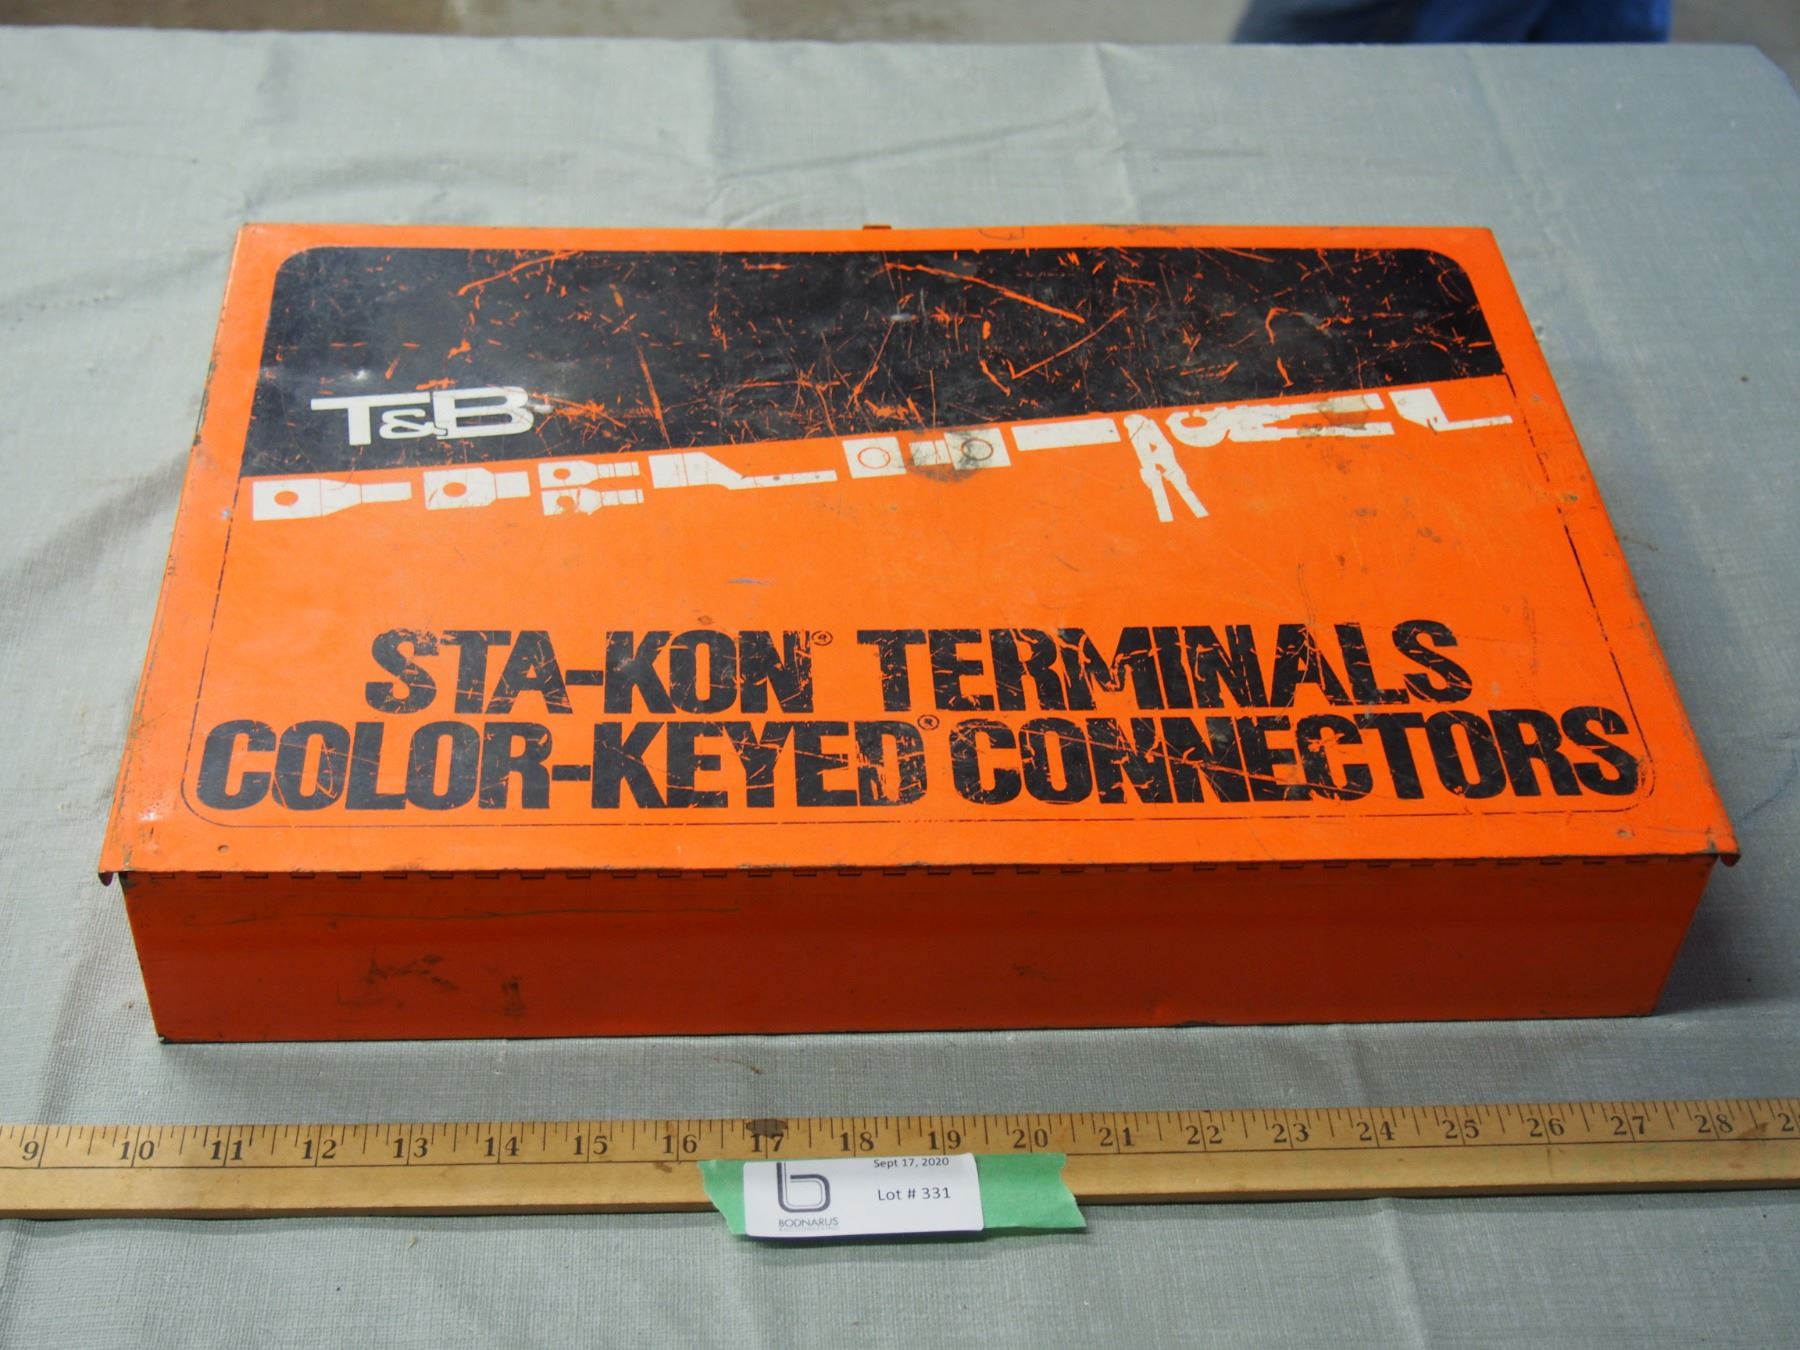 T&B
STA-KON® TERMINALS
COLOR-KEYED® CONNECTORS
9 10 11 12 13 14 15 16 17 18 19 20 21 22 23 24 25 26 27 28
Sept 17, 2020
Lot # 331
b
BODNARUS